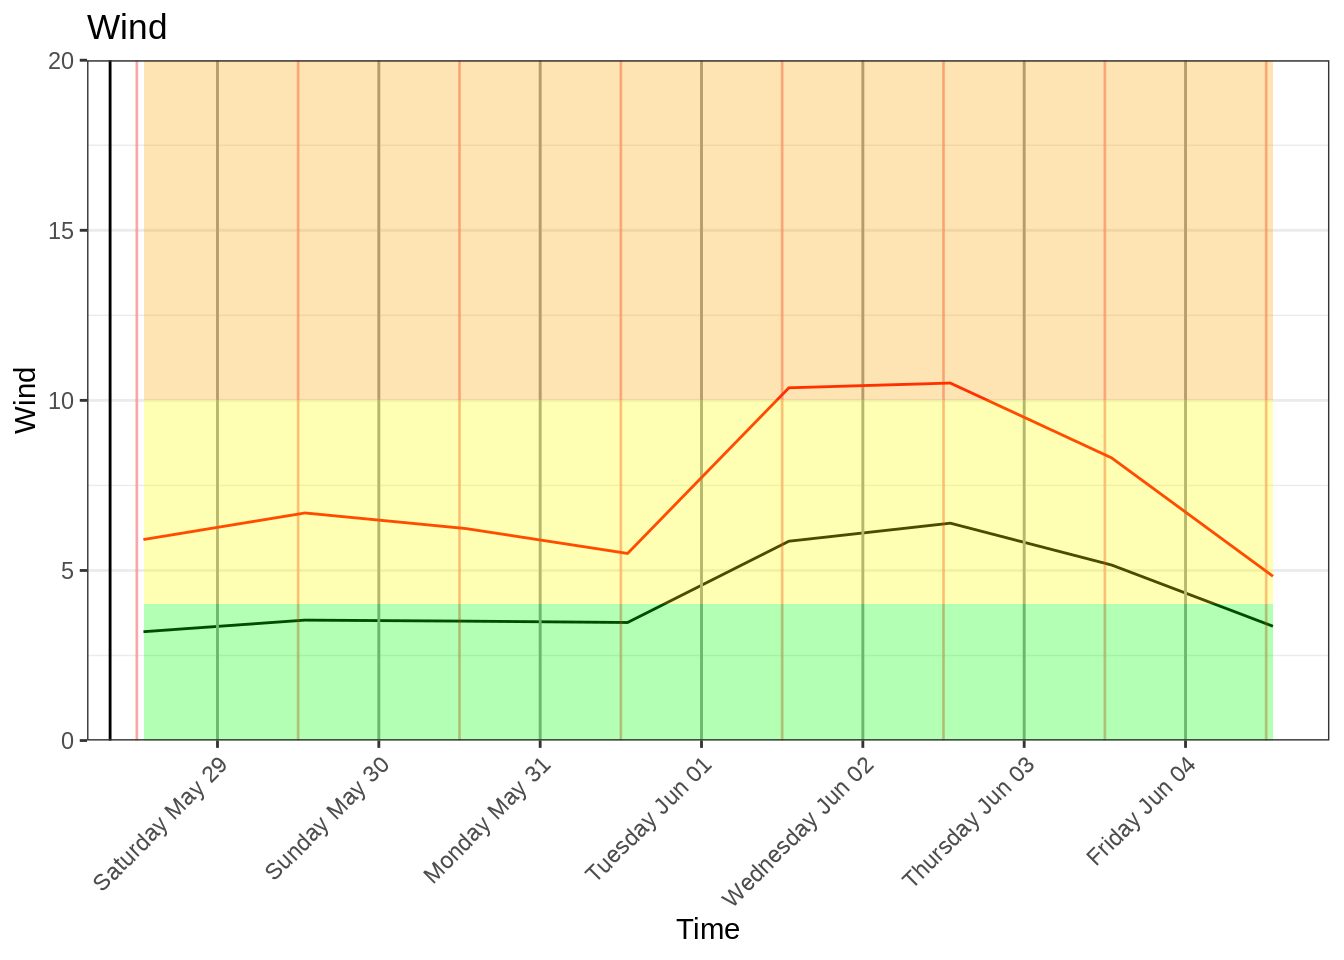 Wind
20
15
10
5
0
Wind
Saturday May 29
Sunday May 30
Monday May 31
Tuesday Jun 01
Wednesday Jun 02
Thursday Jun 03
Friday Jun 04
Time